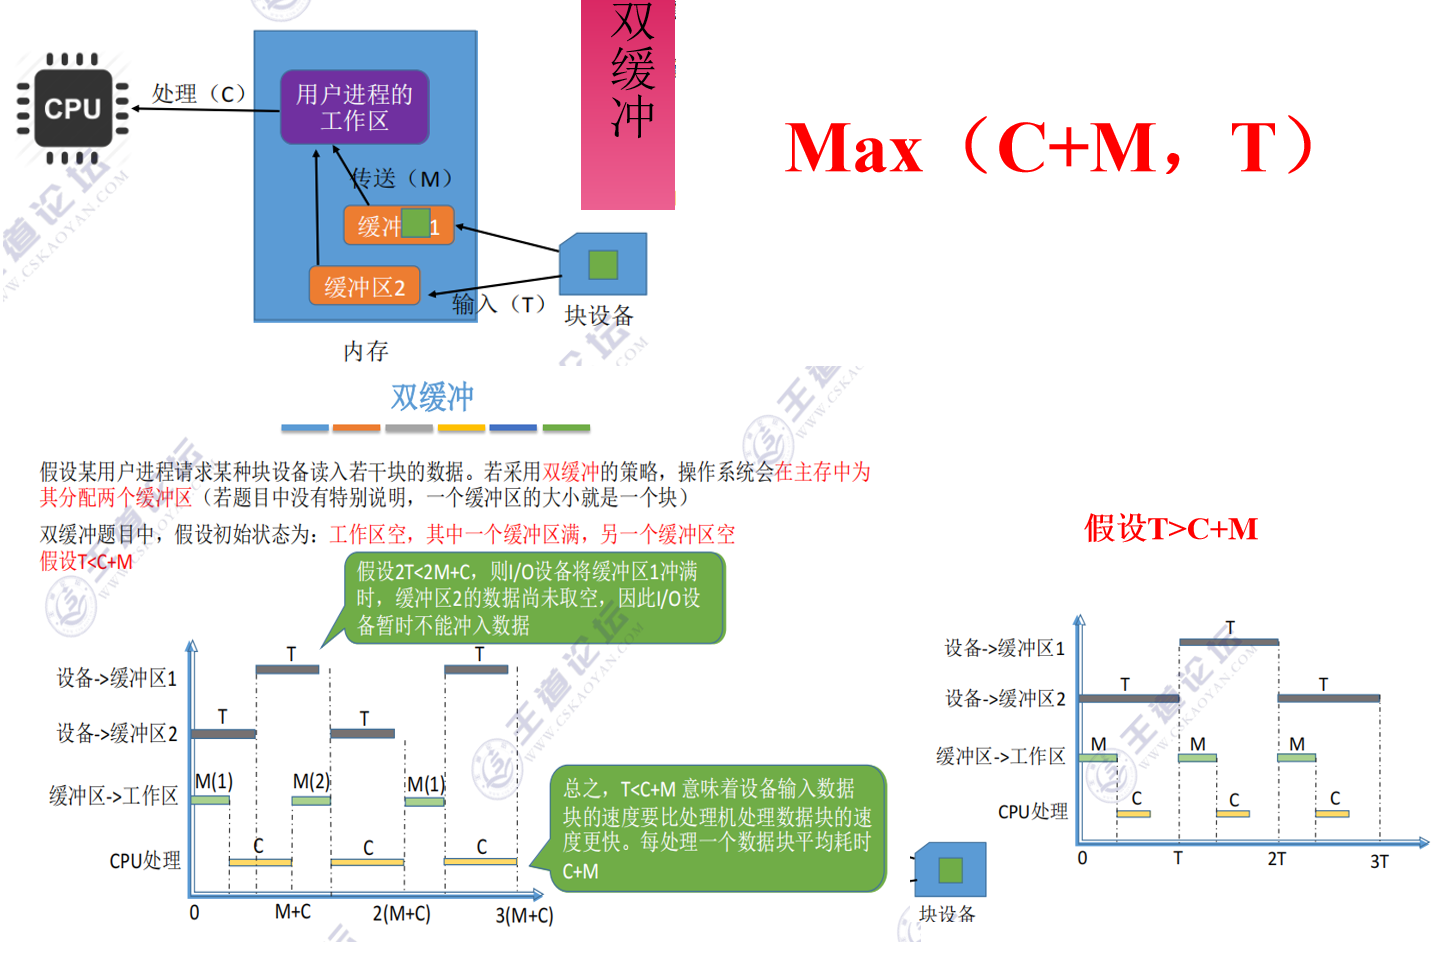 双缓冲
CPU
处理（C）
用户进程的
工作区
传送（M）
缓冲 1
缓冲区2
输入（T）
块设备
内存
Max（C+M，T）
双缓冲
假设某用户进程请求某种块设备读入若干块的数据。若采用双缓冲的策略，操作系统会在主存中为
其分配两个缓冲区（若题目中没有特别说明，一个缓冲区的大小就是一个块）
双缓冲题目中，假设初始状态为：工作区空，其中一个缓冲区满，另一个缓冲区空
假设T<C+M
假设2T<2M+C，则I/O设备将缓冲区1冲满
时，缓冲区2的数据尚未取空，因此I/O设
备暂时不能冲入数据
设备->缓冲区1
T
T
设备->缓冲区2
T
T
缓冲区->工作区
M(1)
M(2)
M(1)
CPU处理
C
C
C
0
M+C
2(M+C)
3(M+C)
总之，T<C+M 意味着设备输入数据
块的速度要比处理机处理数据块的速
度更快。每处理一个数据块平均耗时
C+M
假设T>C+M
设备->缓冲区1
T
设备->缓冲区2
T
T
缓冲区->工作区
M
M
M
CPU处理
C
C
C
0
T
2T
3T
块设备
王道论坛
WWW.CSKAOYAN.COM